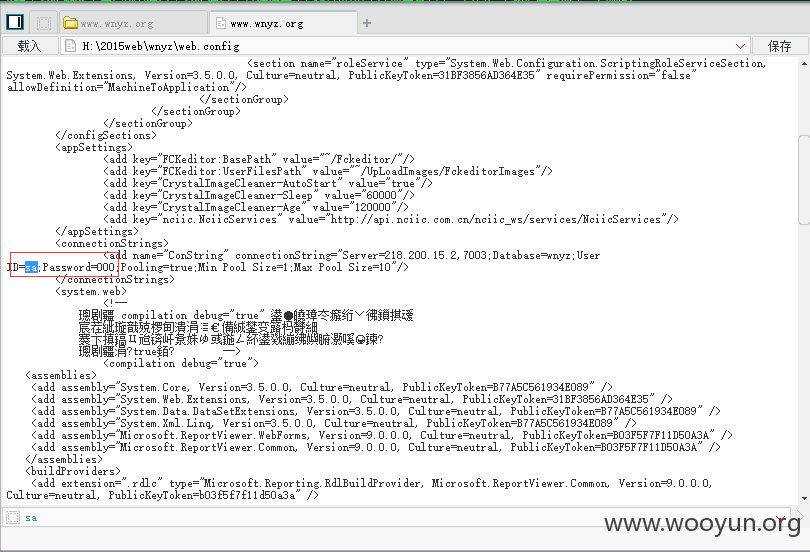 www.wnyz.org
www.wnyz.org
载入
H:\2015web\wnyz\web.config
保存
<section name="roleService" type="System.Web.Configuration.ScriptingRoleServiceSection,
System.Web.Extensions, Version=3.5.0.0, Culture=neutral, PublicKeyToken=31BF3856AD364E35" requirePermission="false"
allowDefinition="MachineToApplication"/>
</sectionGroup>
</sectionGroup>
</sectionGroup>
</configSections>
<appSettings>
<add key="FCKeditor:BasePath" value="~/Fckeditor/"/>
<add key="FCKeditor:UserFilesPath" value="~/UpLoadImages/FckeditorImages"/>
<add key="CrystalImageCleaner-AutoStart" value="true"/>
<add key="CrystalImageCleaner-Sleep" value="60000"/>
<add key="CrystalImageCleaner-Age" value="120000"/>
<add key="nciic.NciicServices" value="http://api.nciic.com.cn/nciic_ws/services/NciicServices"/>
</appSettings>
<connectionStrings>
<add name="ConString" connectionString="Server=218.200.15.2,7003;Database=wnyz;User
ID=sa;Password=000;Pooling=true;Min Pool Size=1;Max Pool Size=10"/>
</connectionStrings>
<system.web>
<!--
compilation debug="true"
?true
-->
<compilation debug="true">
<assemblies>
<add assembly="System.Core, Version=3.5.0.0, Culture=neutral, PublicKeyToken=B77A5C561934E089" />
<add assembly="System.Web.Extensions, Version=3.5.0.0, Culture=neutral, PublicKeyToken=31BF3856AD364E35" />
<add assembly="System.Data.DataSetExtensions, Version=3.5.0.0, Culture=neutral, PublicKeyToken=B77A5C561934E089" />
<add assembly="System.Xml.Linq, Version=3.5.0.0, Culture=neutral, PublicKeyToken=B77A5C561934E089" />
<add assembly="Microsoft.ReportViewer.WebForms, Version=9.0.0.0, Culture=neutral, PublicKeyToken=B03F5F7F11D50A3A" />
<add assembly="Microsoft.ReportViewer.Common, Version=9.0.0.0, Culture=neutral, PublicKeyToken=B03F5F7F11D50A3A" />
</assemblies>
<buildProviders>
<add extension=".rdlc" type="Microsoft.Reporting.RdlBuildProvider, Microsoft.ReportViewer.Common, Version=9.0.0.0,
Culture=neutral, PublicKeyToken=b03f5f7f11d50a3a" />
sa
www.wooyun.org